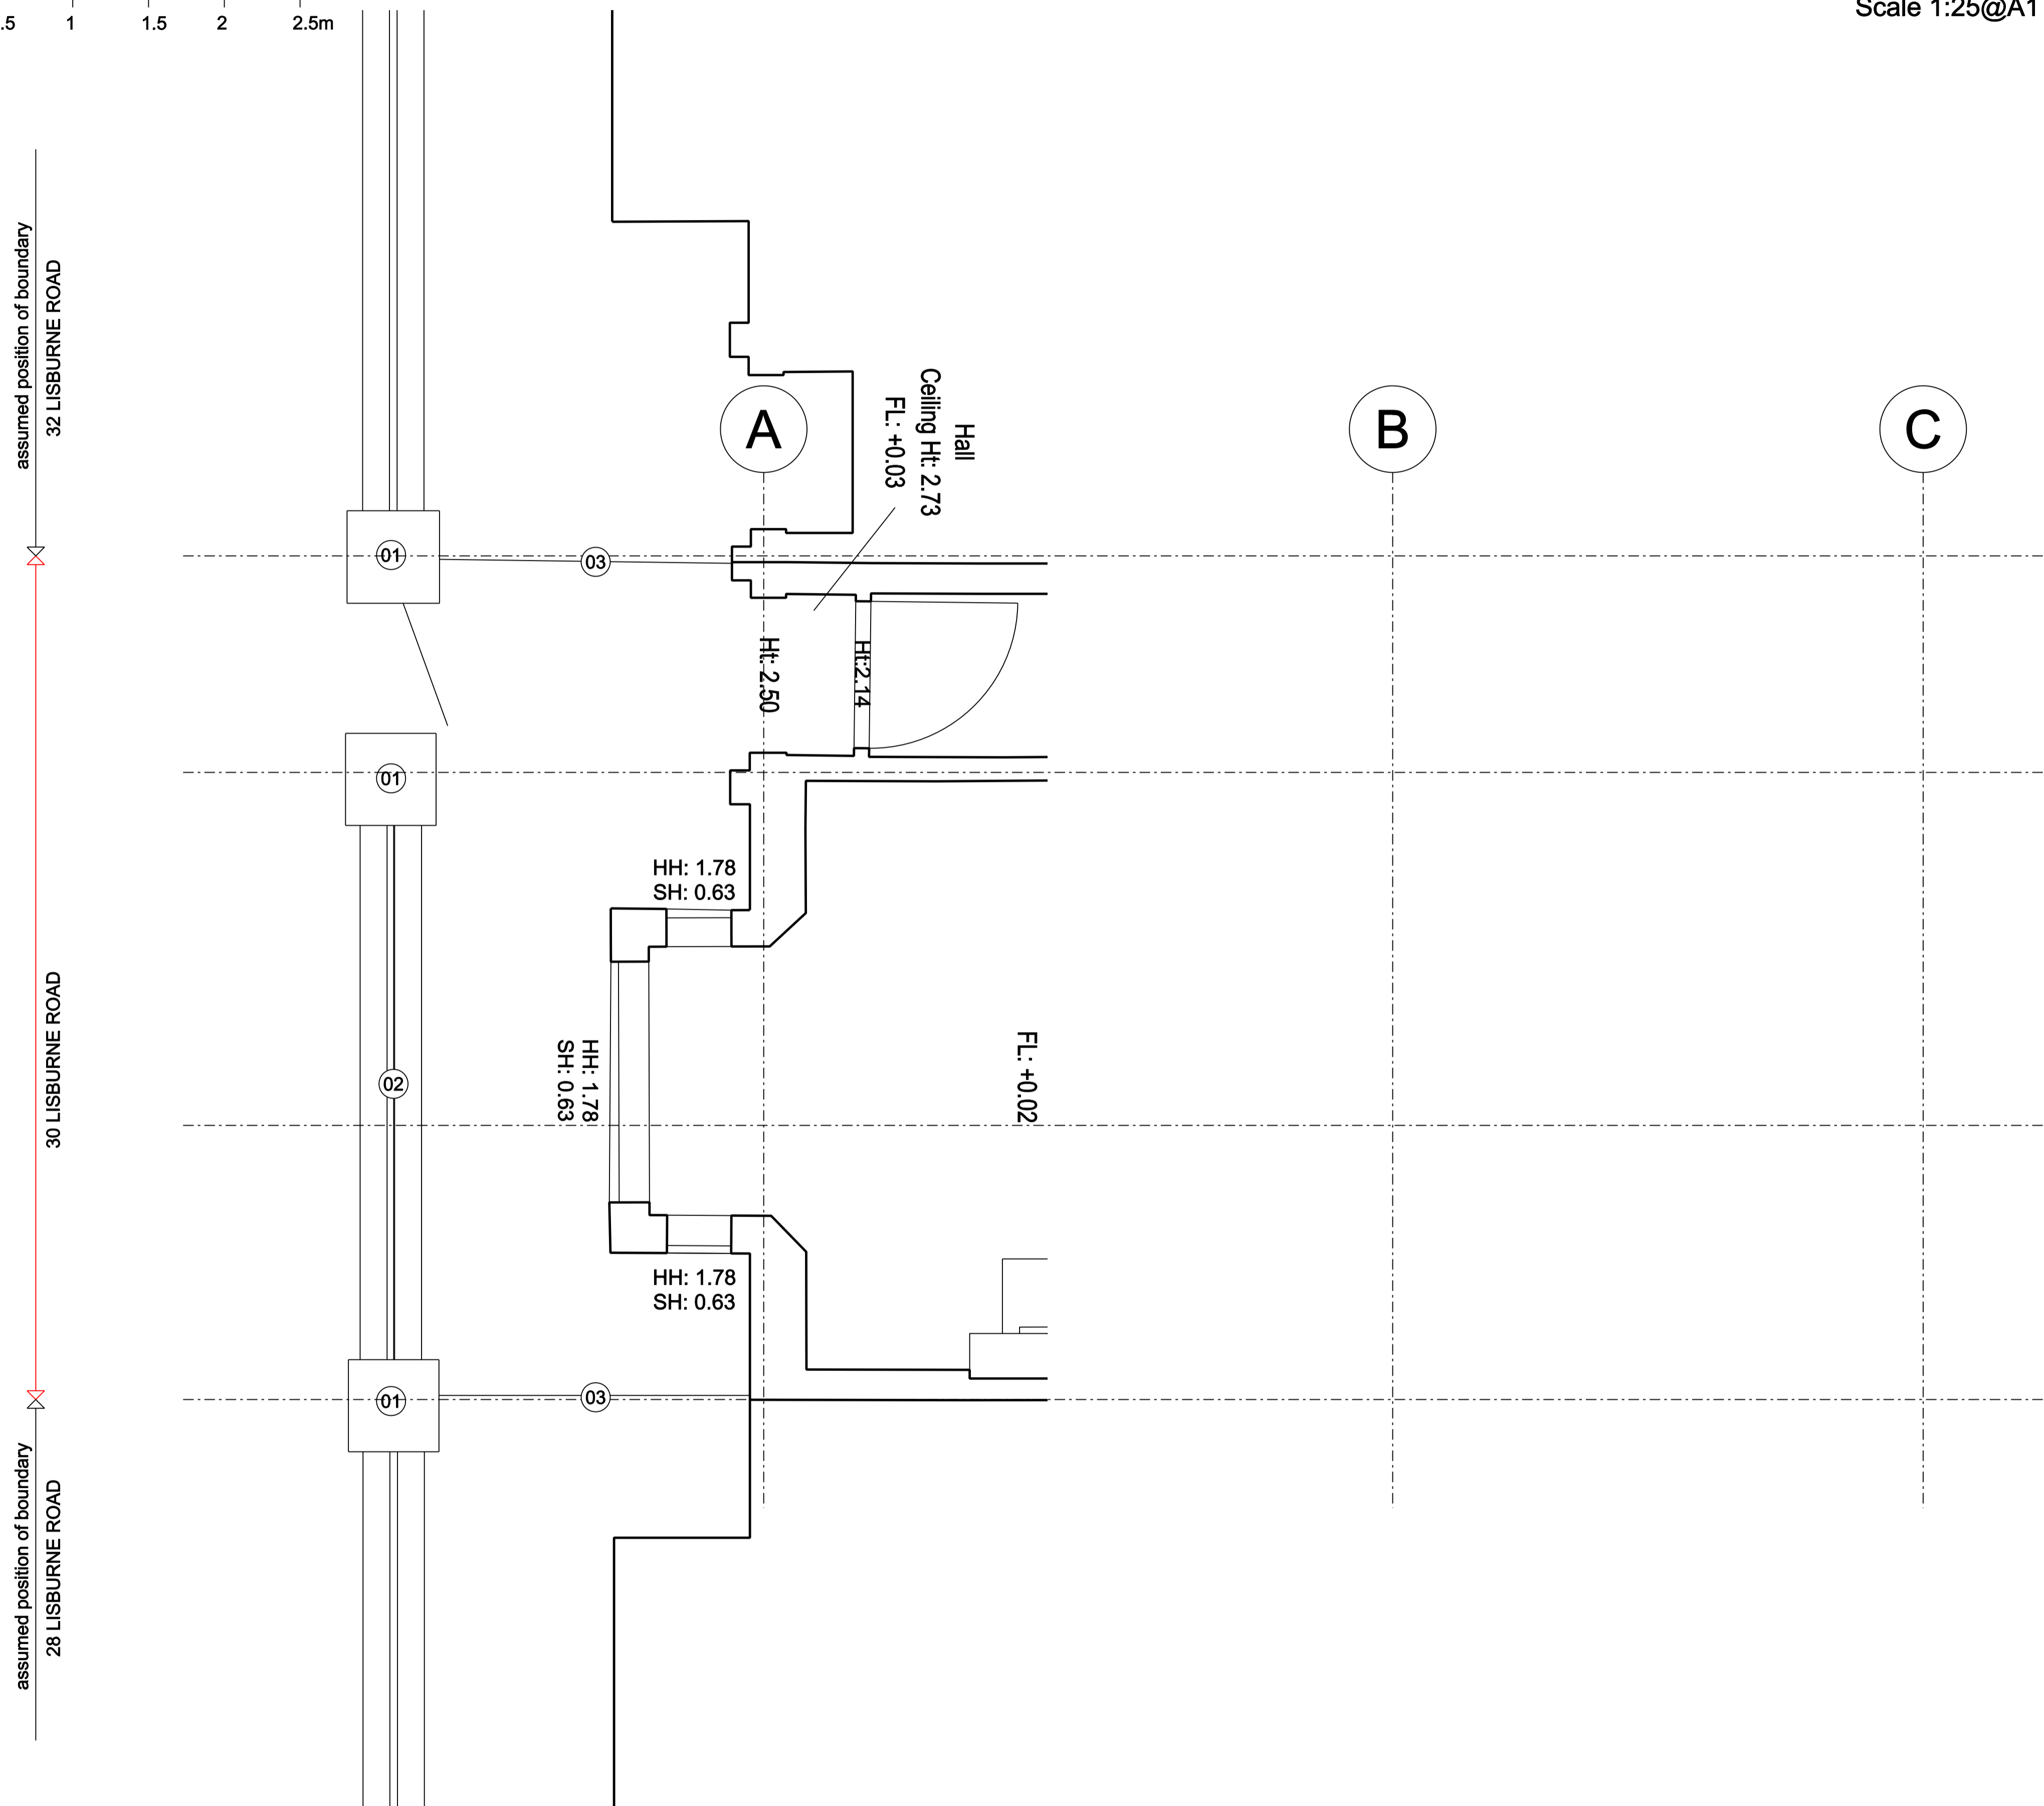 .5 1 1.5 2 2.5m
Scale 1:25@A1
assumed position of boundary
32 LISBURNE ROAD
A
B
C
Hall
Ceiling Ht: 2.73
FL: +0.03
01
03
Ht: 2.50
Ht:2.14
01
HH: 1.78
SH: 0.63
30 LISBURNE ROAD
02
HH: 1.78
SH: 0.63
FL: +0.02
HH: 1.78
SH: 0.63
01
03
assumed position of boundary
28 LISBURNE ROAD